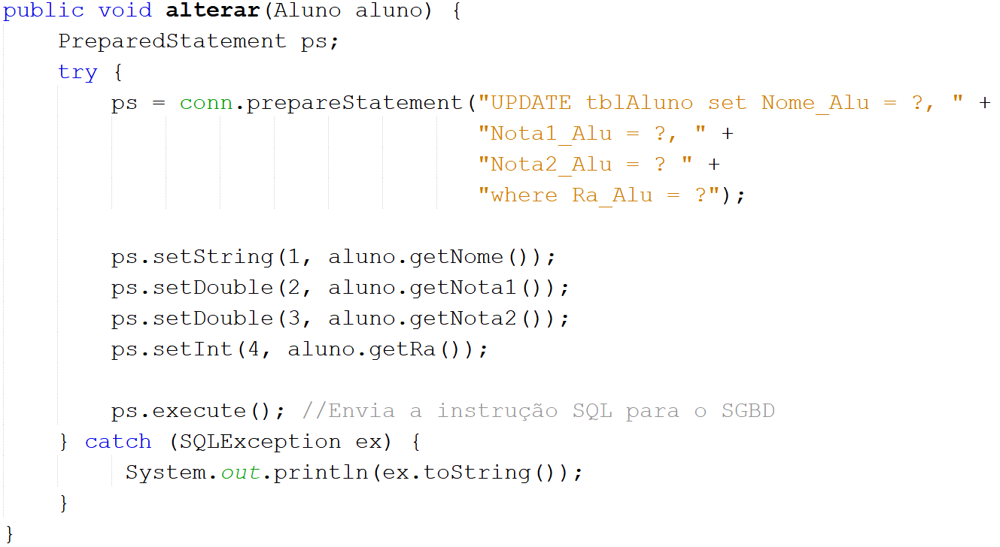 public void alterar(Aluno aluno) {
PreparedStatement ps;
try {
ps = conn.prepareStatement("UPDATE tblAluno set Nome_Alu = ?, " +
"Nota1_Alu = ?, " +
"Nota2_Alu = ? " +
"where Ra_Alu = ?");
ps.setString(1, aluno.getNome());
ps.setDouble(2, aluno.getNota1());
ps.setDouble(3, aluno.getNota2());
ps.setInt(4, aluno.getRa());
ps.execute(); //Envia a instrução SQL para o SGBD
} catch (SQLException ex) {
System.out.println(ex.toString());
}
}